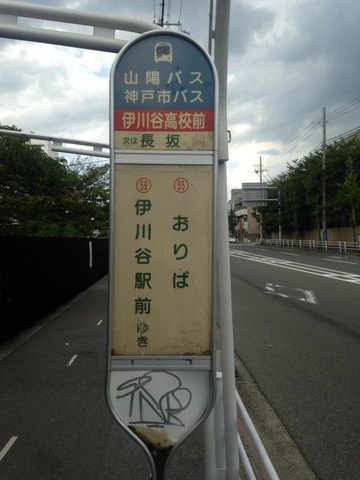 山陽バス
神戸市バス
伊川谷高校前
次は 長坂
55
おりば
58
伊川谷駅前ゆき